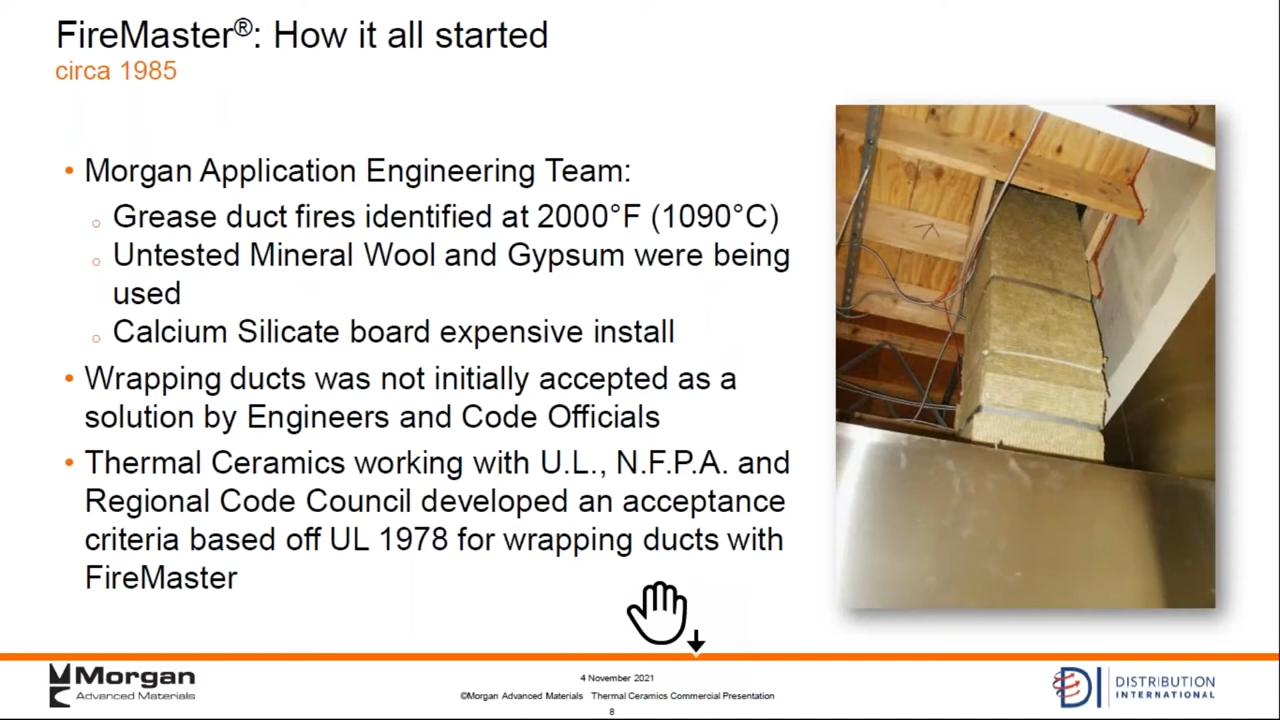 FireMaster®: How it all started
circa 1985
• Morgan Application Engineering Team:
○ Grease duct fires identified at 2000°F (1090°C)
○ Untested Mineral Wool and Gypsum were being
used
○ Calcium Silicate board expensive install
• Wrapping ducts was not initially accepted as a
solution by Engineers and Code Officials
• Thermal Ceramics working with U.L., N.F.P.A. and
Regional Code Council developed an acceptance
criteria based off UL 1978 for wrapping ducts with
FireMaster
Morgan
Advanced Materials
4 November 2021
©Morgan Advanced Materials Thermal Ceramics Commercial Presentation
8
DI
DISTRIBUTION
INTERNATIONAL